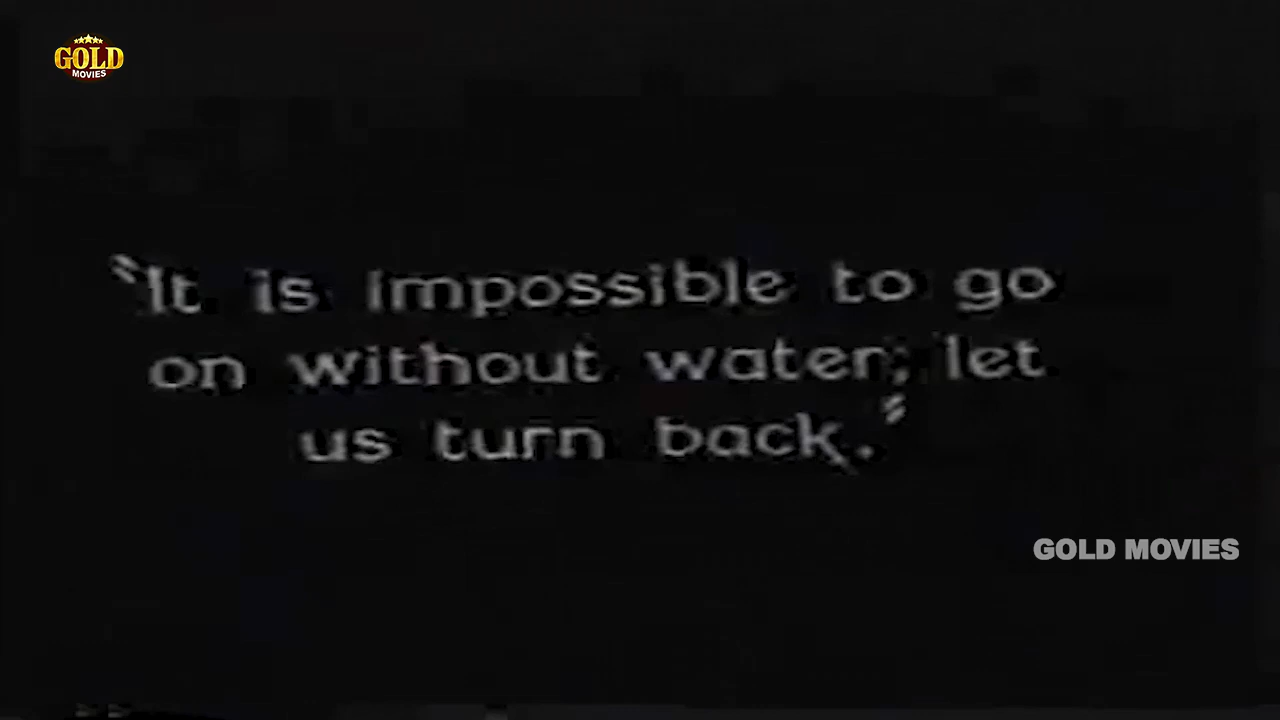 GOLD
MOVIES
"It is impossible to go
on without water; let
us turn back."
GOLD MOVIES